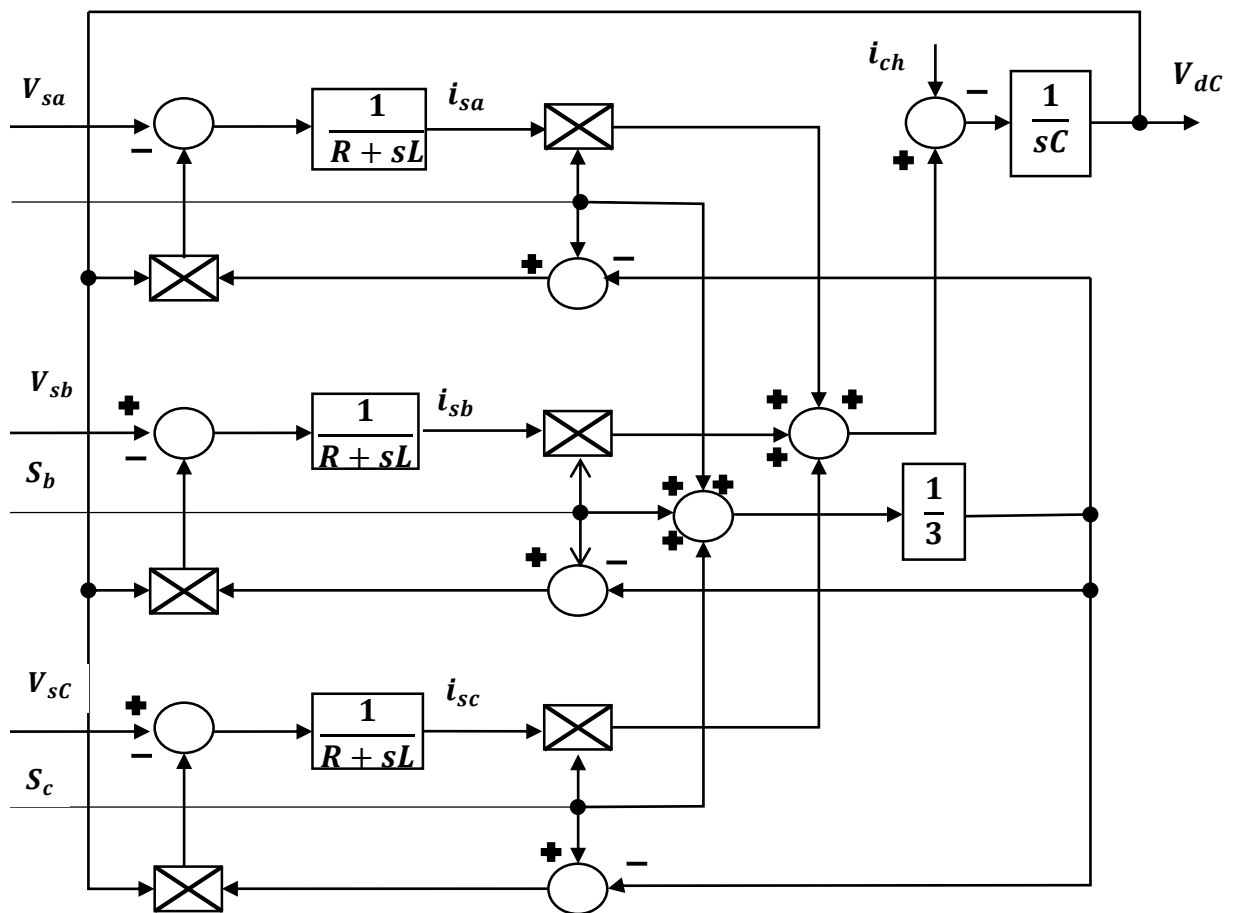 i_ch
V_dC
V_sa
1
R + sL
i_sa
−
1
sC
−
+
+
−
V_sb
+
−
1
R + sL
i_sb
+
+
+
S_b
+
+
+
1
3
+
−
V_sC
+
−
1
R + sL
i_sc
S_c
+
−